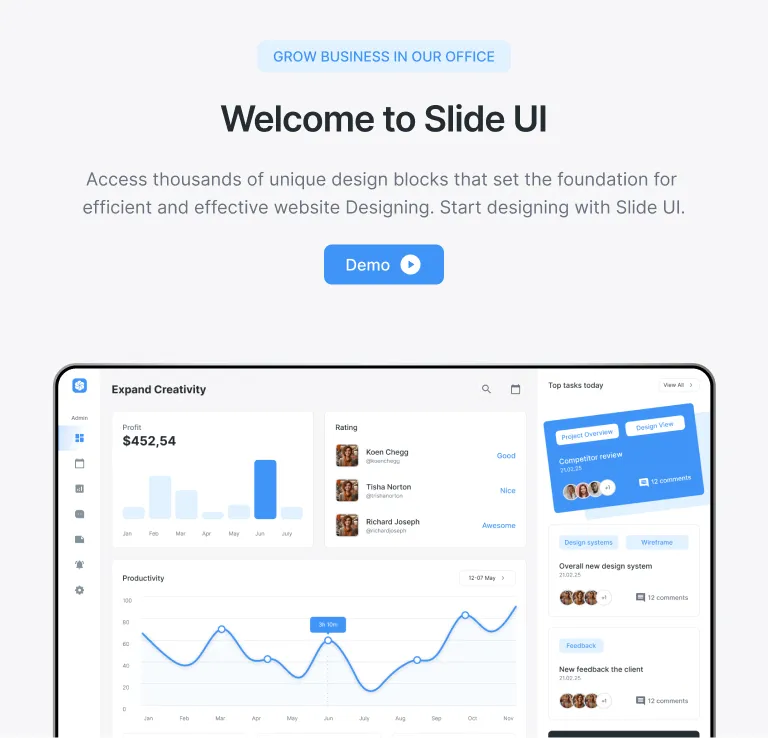 GROW BUSINESS IN OUR OFFICE
Welcome to Slide UI
Access thousands of unique design blocks that set the foundation for
efficient and effective website Designing. Start designing with Slide UI.
Demo
Admin
Expand Creativity
Profit
$452,54
Jan Feb Mar Apr May Jun July
Rating
Koen Chegg
@koenchegg
Good
Tisha Norton
@trishanorton
Nice
Richard Joseph
@richardjoseph
Awesome
Productivity
12-07 May
100
80
60
40
20
0
3h 10m
Jan Feb Mar Apr May Jun July Aug Sep Oct Nov
Top tasks today
View All
Project Overview
Design View
Competitor review
21.02.25
+1
12 comments
Design systems
Wireframe
Overall new design system
21.02.25
+1
12 comments
Feedback
New feedback the client
21.02.25
+1
12 comments